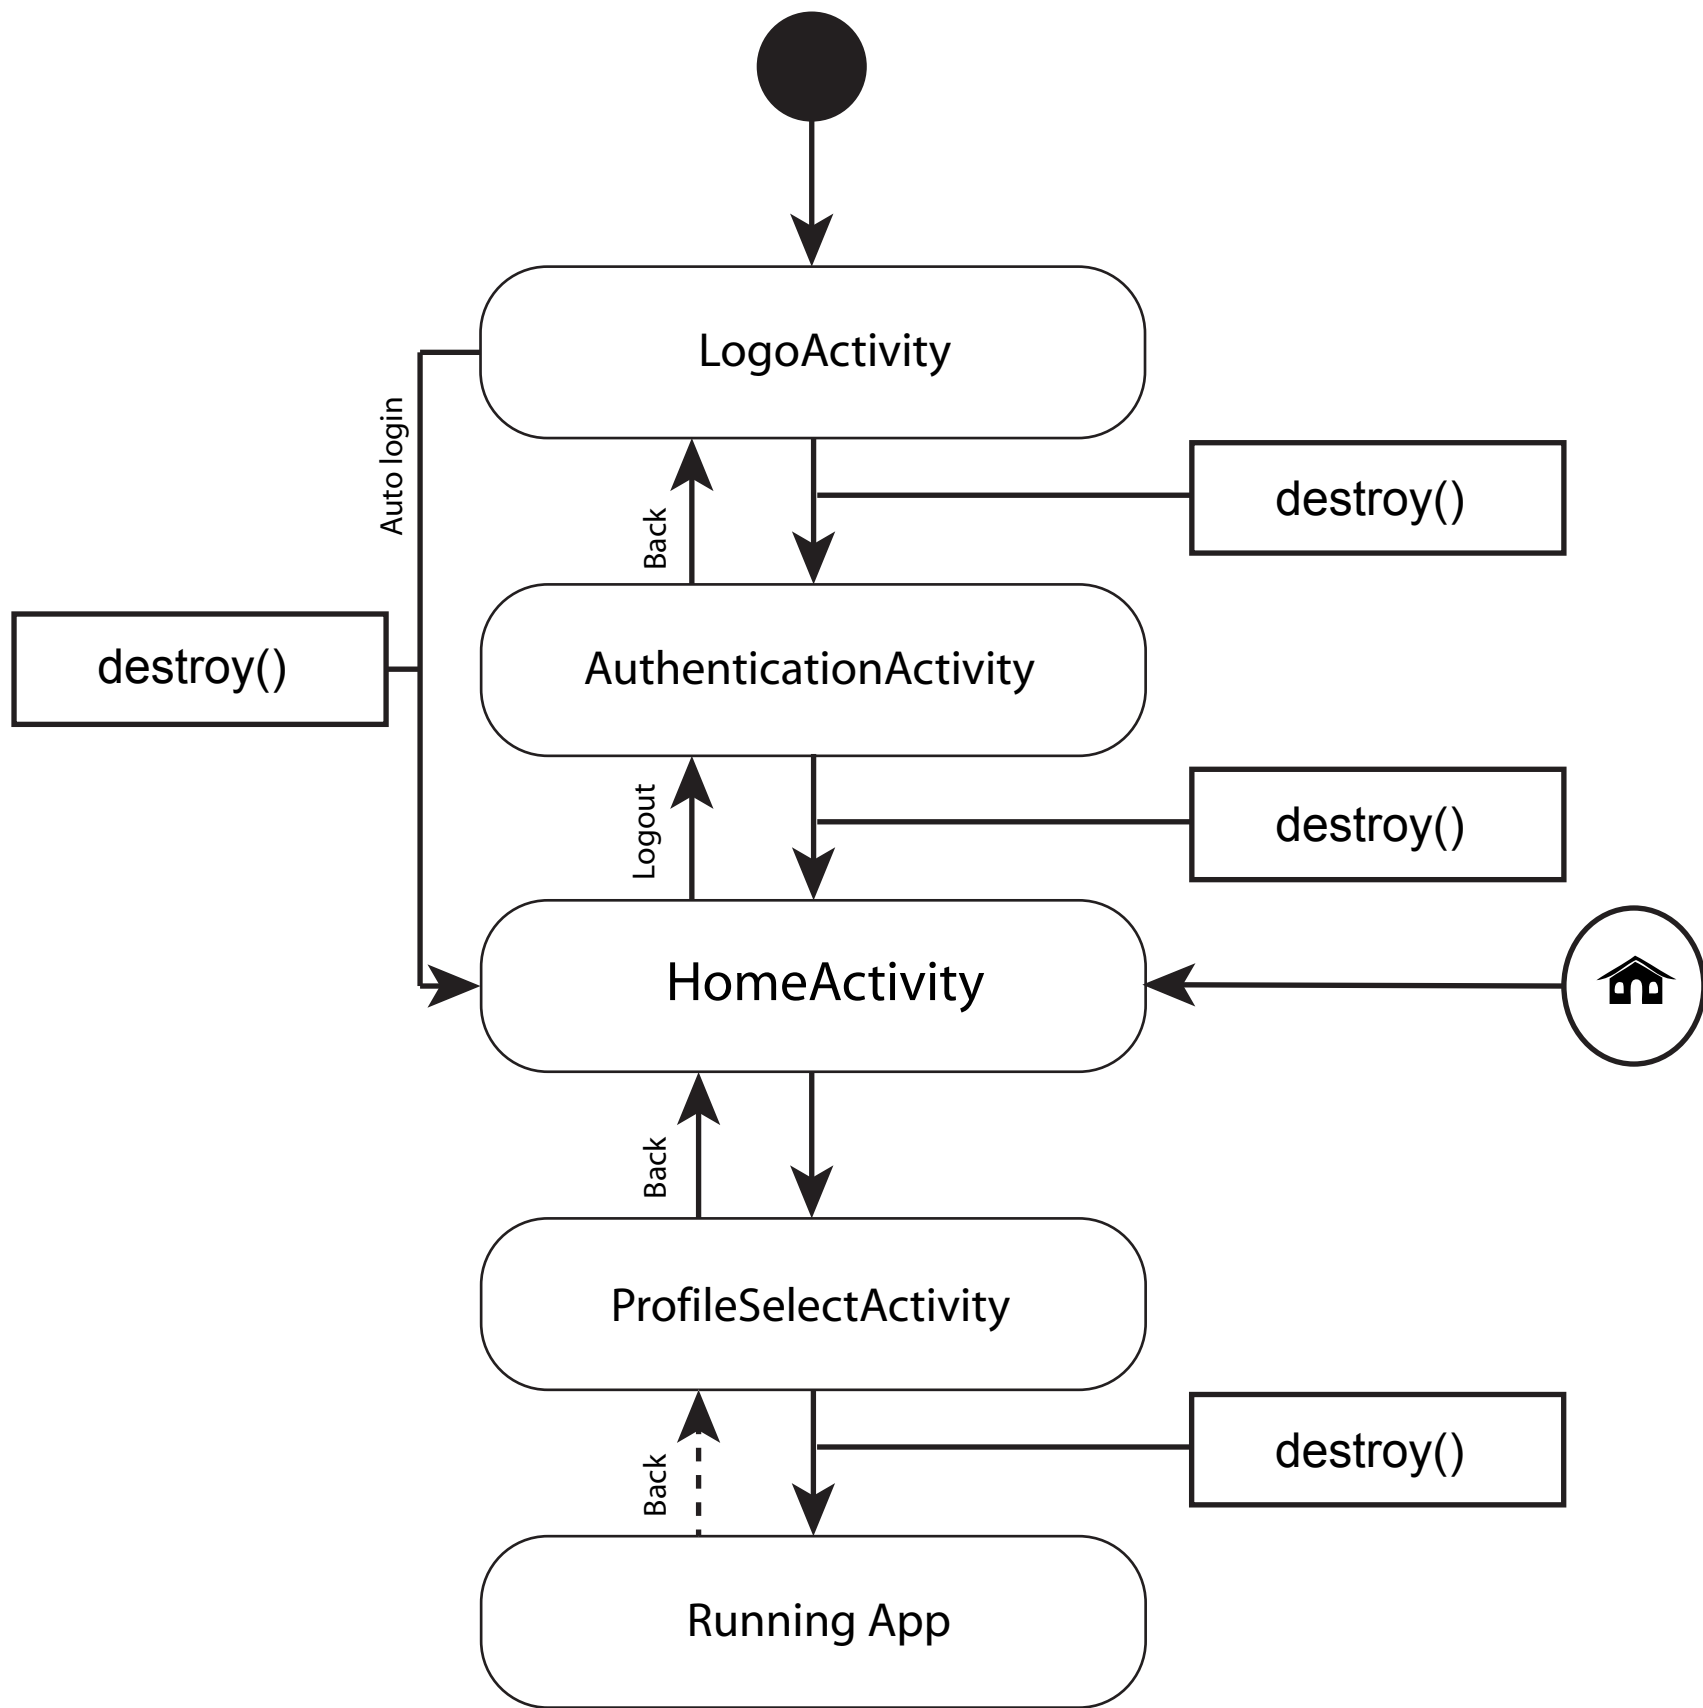 LogoActivity
Auto login
Back
destroy()
destroy()
AuthenticationActivity
Logout
destroy()
HomeActivity
Back
ProfileSelectActivity
Back
destroy()
Running App